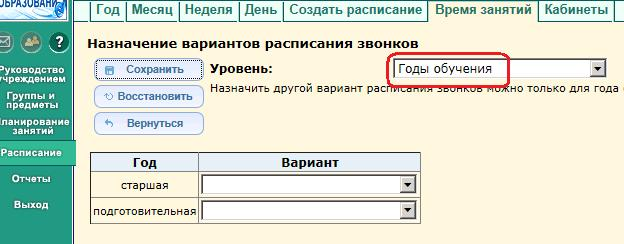 ОБРАЗОВАНИ
Год Месяц Неделя День Создать расписание Время занятий Кабинеты
Назначение вариантов расписания звонков
Сохранить
Уровень: Годы обучения
Восстановить
Назначить другой вариант расписания звонков можно только для года
Вернуться
?
Руководство
учреждением
Группы и
предметы
Планирование
занятий
Расписание
Отчеты
Выход
Год Вариант
старшая
подготовительная